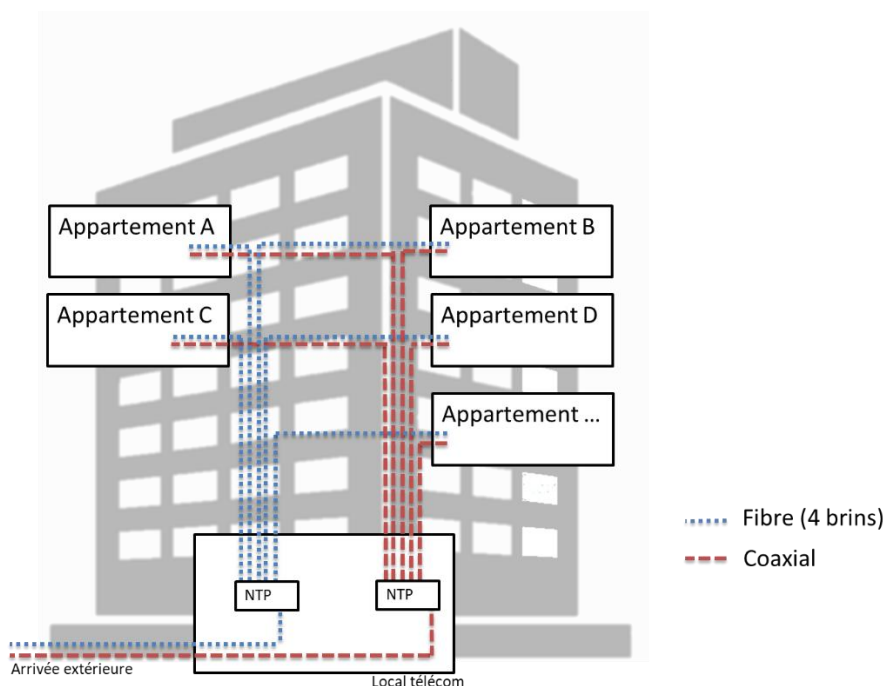 Appartement A
Appartement B
Appartement C
Appartement D
Appartement ...
Fibre (4 brins)
Coaxial
NTP
NTP
Arrivée extérieure
Local télécom